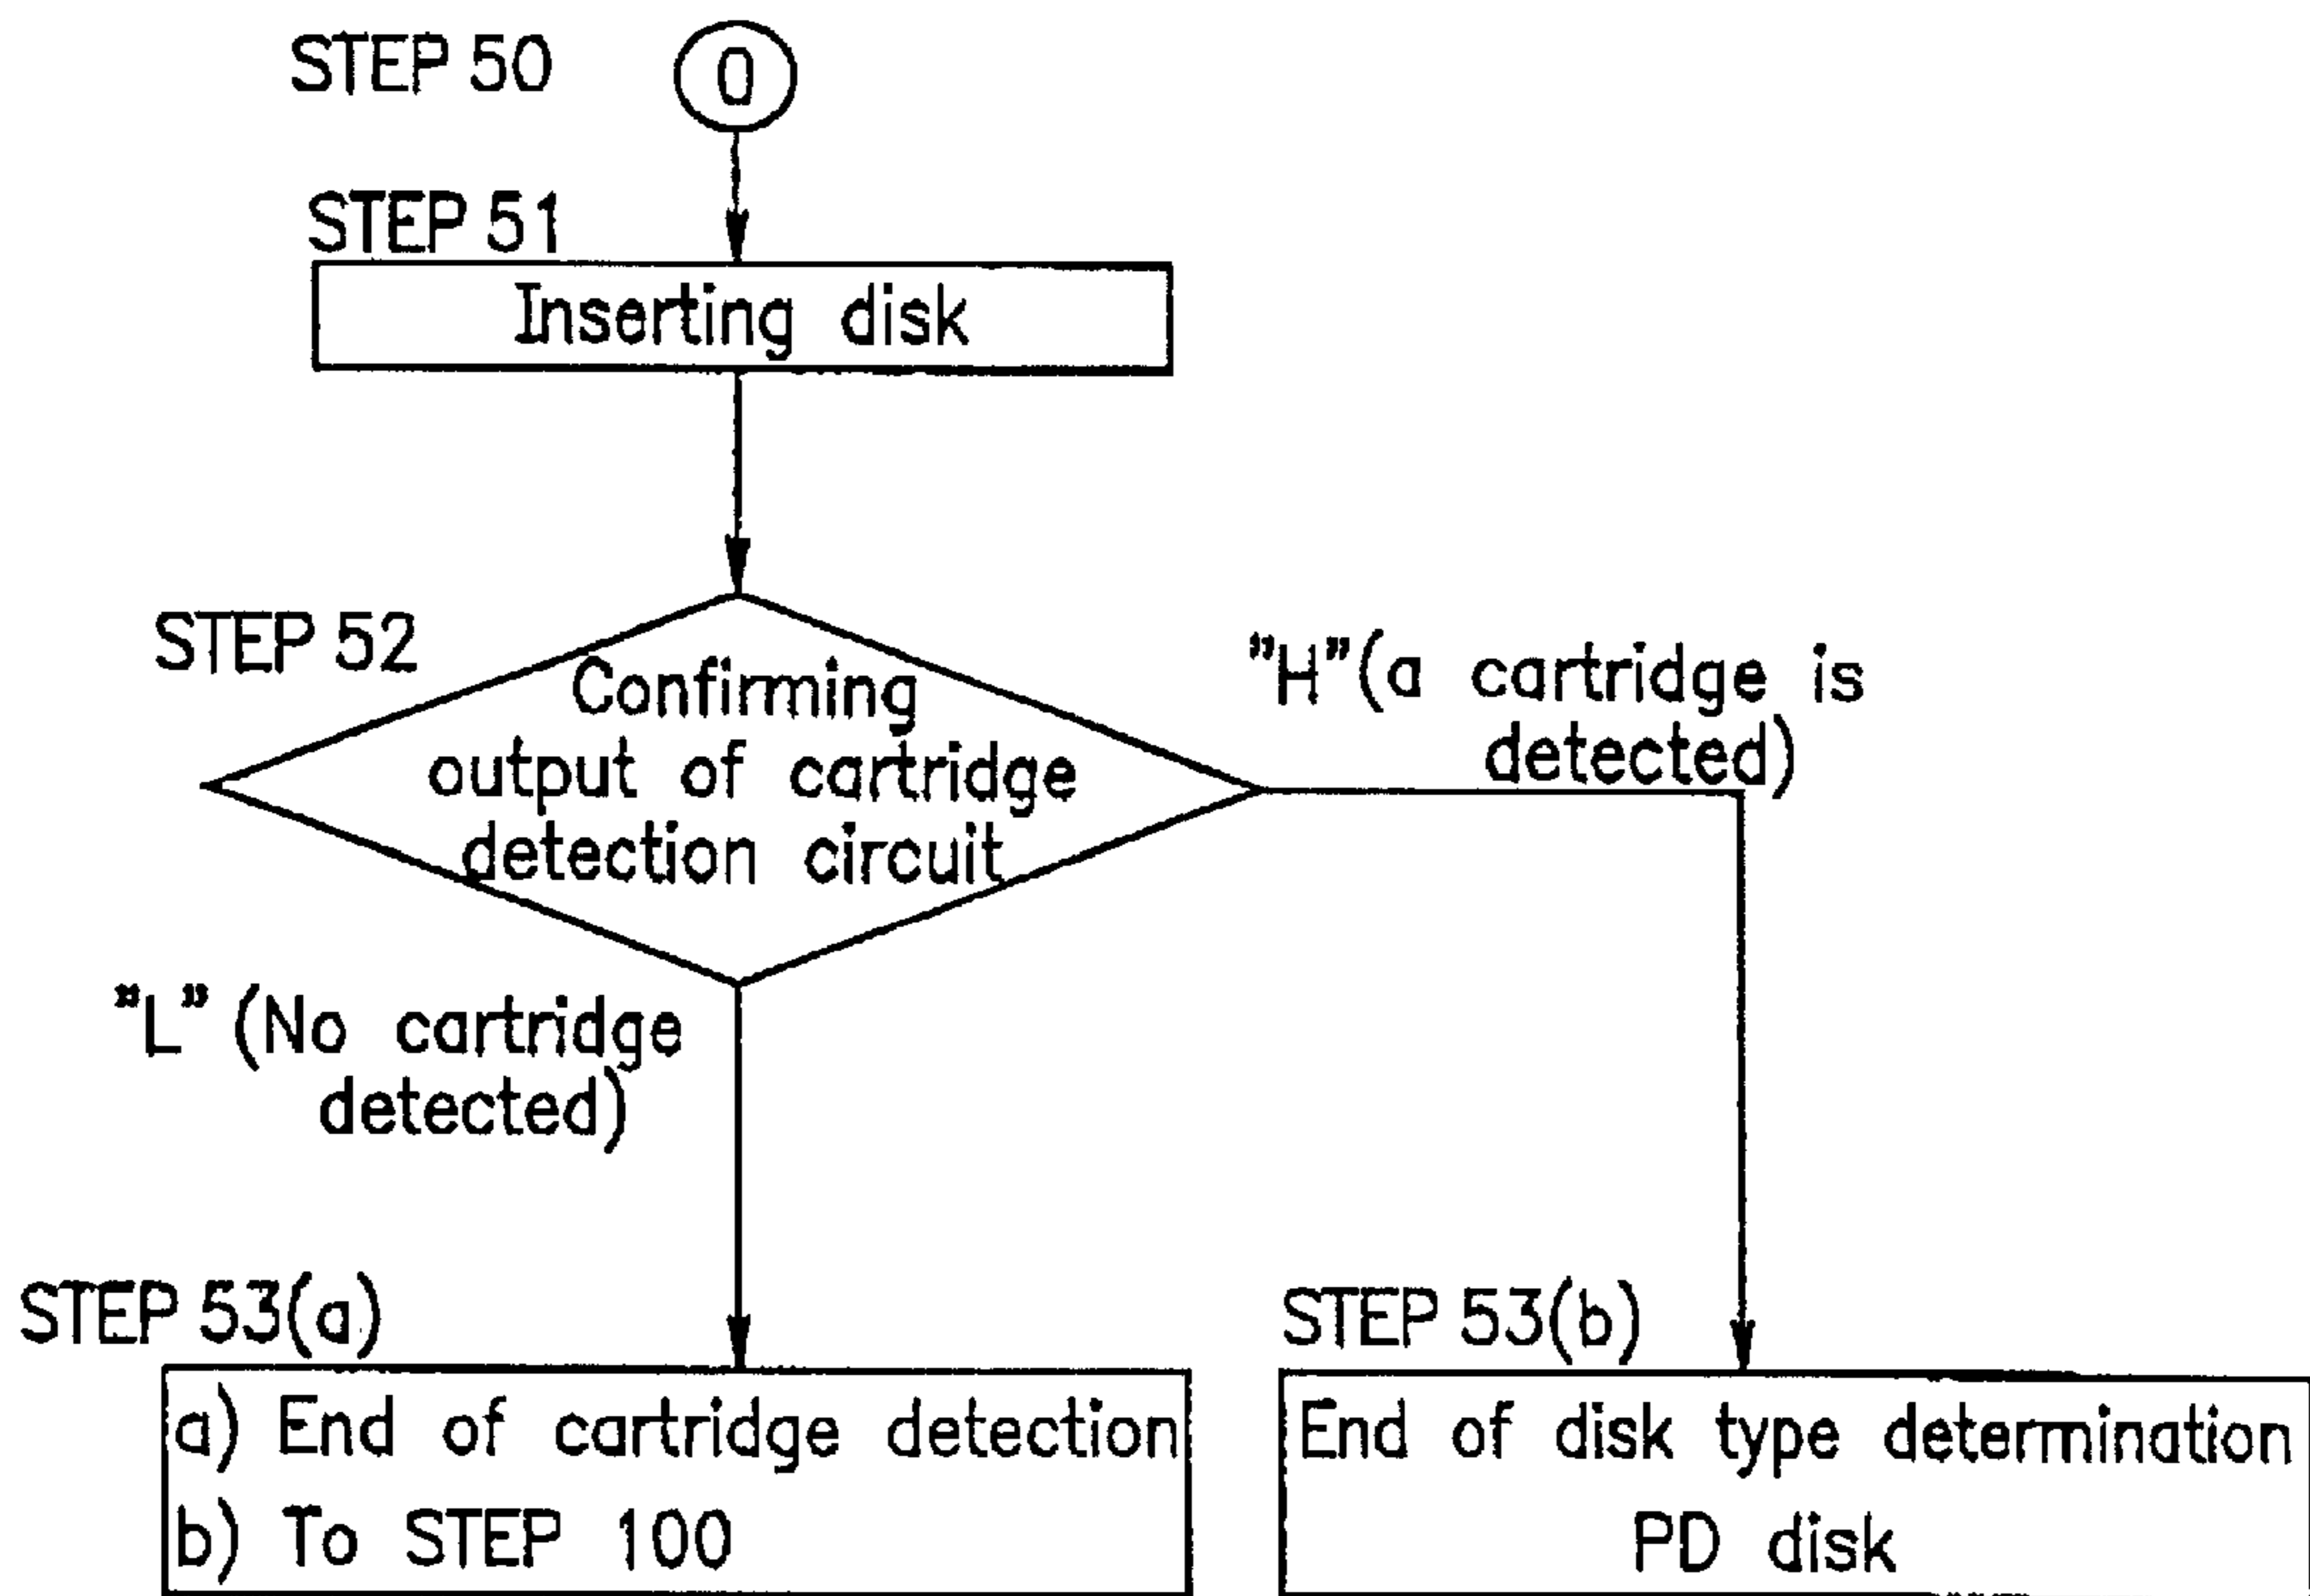 STEP 50
0
STEP 51
Inserting disk
STEP 52
Confirming
output of cartridge
detection circuit
"H"(a cartridge is
detected)
"L" (No cartridge
detected)
STEP 53(a)
a) End of cartridge detection
b) To STEP 100
STEP 53(b)
End of disk type determination
PD disk